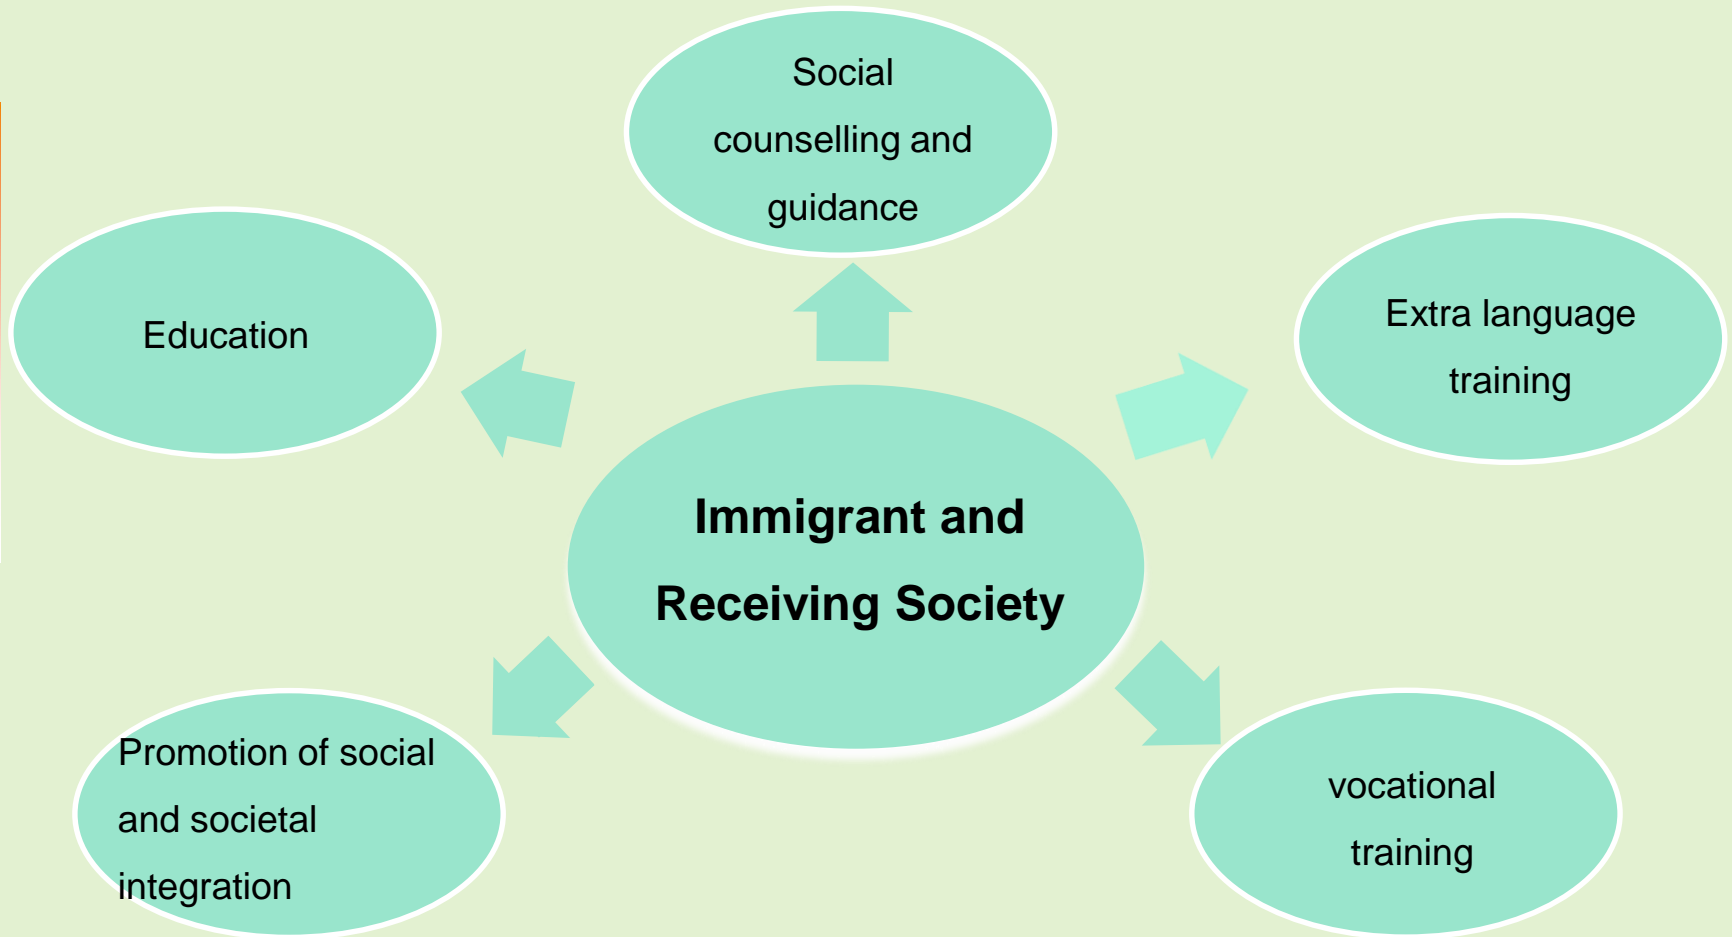 Social
counselling and
guidance
Education
Extra language
training
Immigrant and
Receiving Society
Promotion of social
and societal
integration
vocational
training